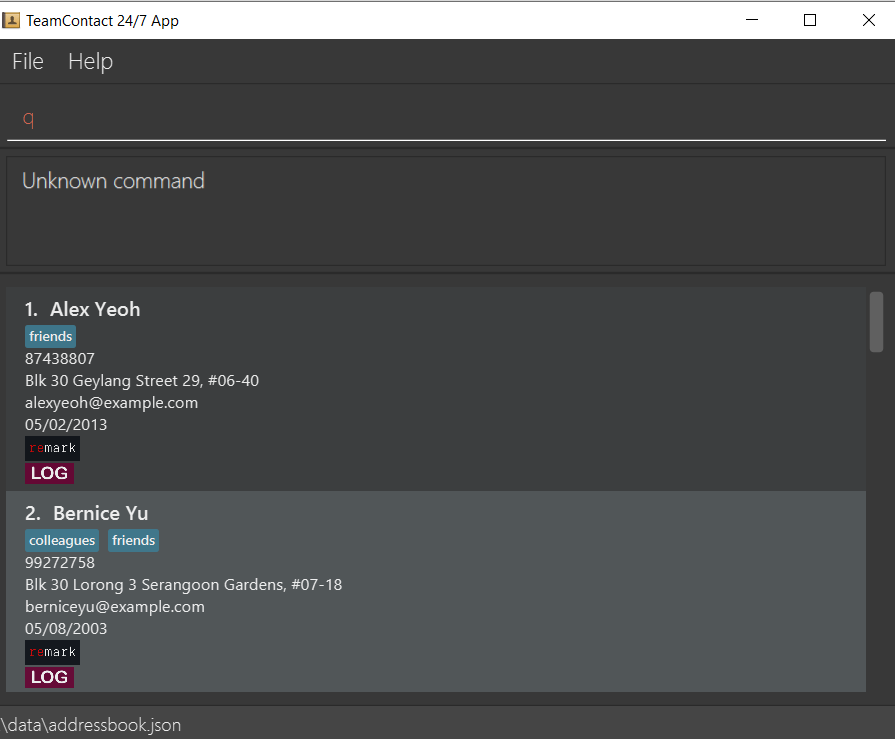 TeamContact 24/7 App
File Help
q
Unknown command
1. Alex Yeoh
friends
87438807
Blk 30 Geylang Street 29, #06-40
alexyeoh@example.com
05/02/2013
remark
LOG
2. Bernice Yu
colleagues friends
99272758
Blk 30 Lorong 3 Serangoon Gardens, #07-18
berniceyu@example.com
05/08/2003
remark
LOG
\data\addressbook.json